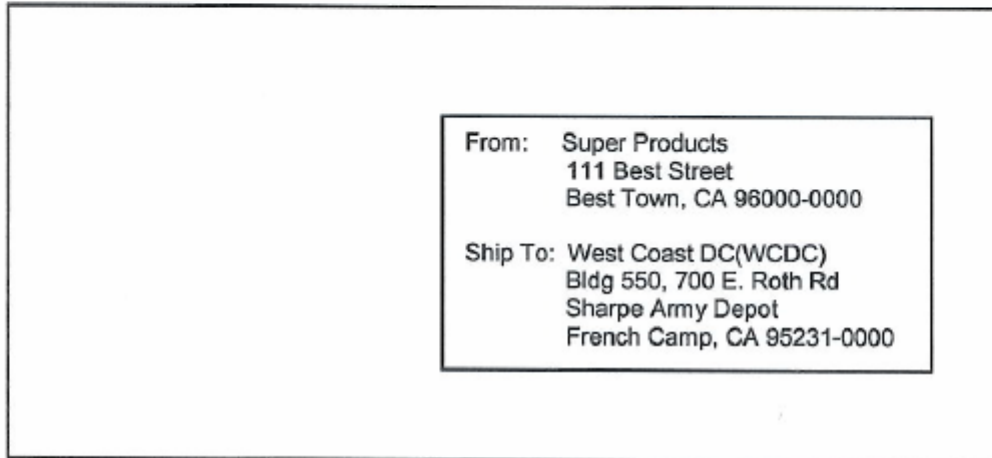 From: Super Products
111 Best Street
Best Town, CA 96000-0000
Ship To: West Coast DC(WCDC)
Bldg 550, 700 E. Roth Rd
Sharpe Army Depot
French Camp, CA 95231-0000